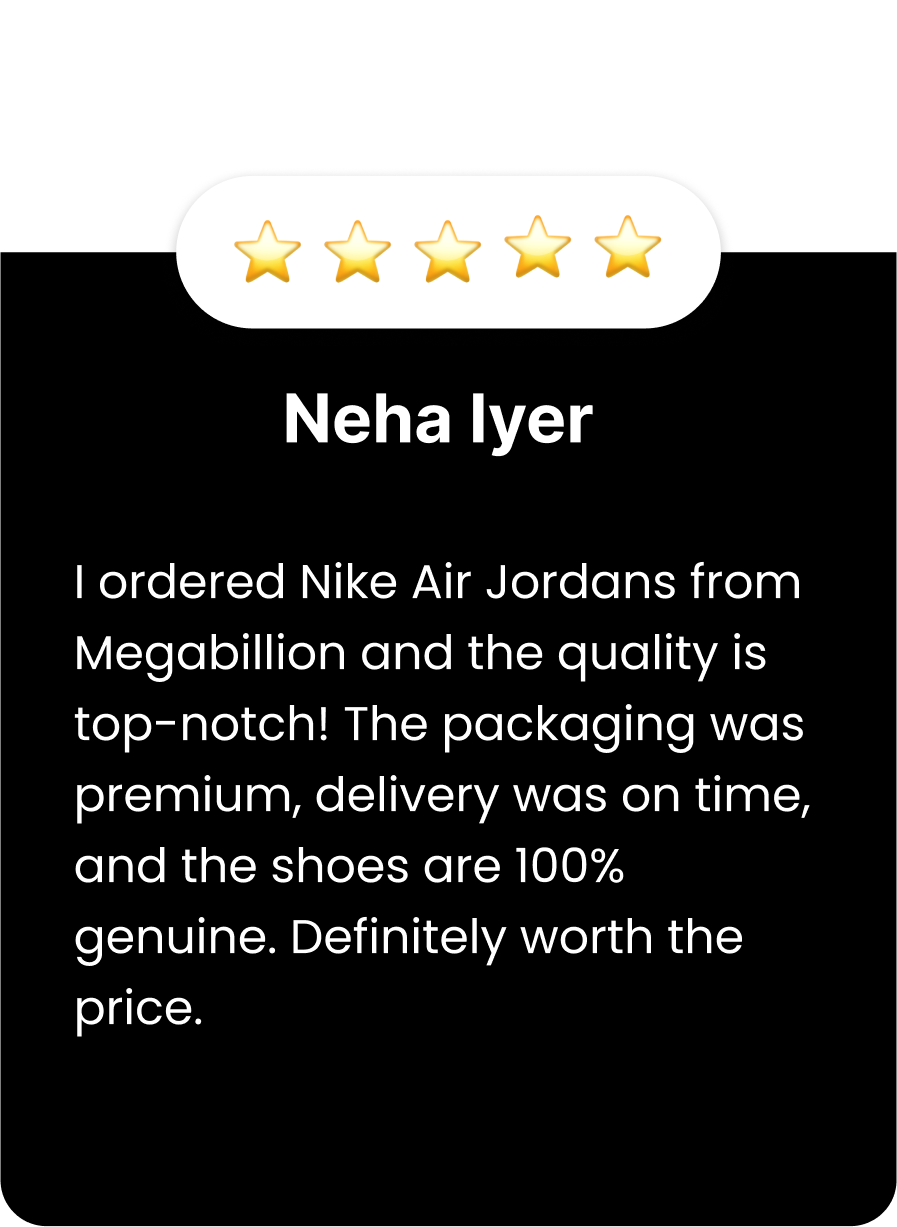 Neha Iyer
I ordered Nike Air Jordans from
Megabillion and the quality is
top-notch! The packaging was
premium, delivery was on time,
and the shoes are 100%
genuine. Definitely worth the
price.